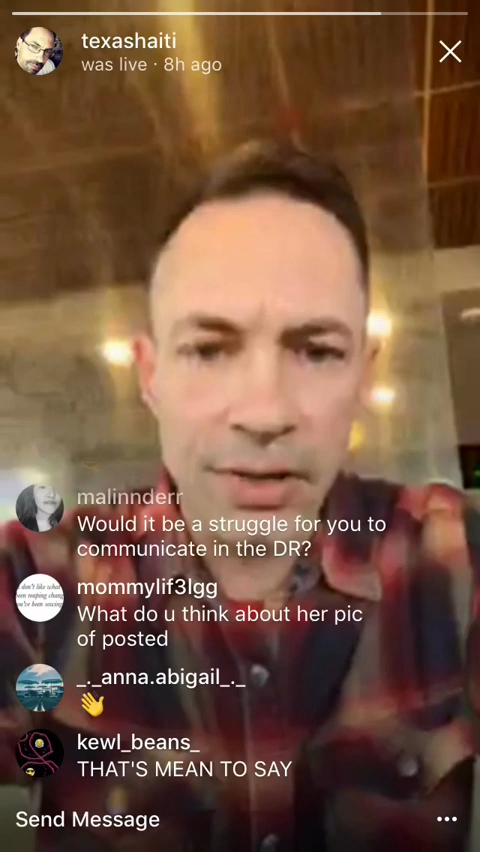 texashaiti
was live · 8h ago
malinnderr
Would it be a struggle for you to
communicate in the DR?
mommylif3lgg
What do u think about her pic
of posted
_._anna.abigail_._
👋
kewl_beans_
THAT'S MEAN TO SAY
Send Message